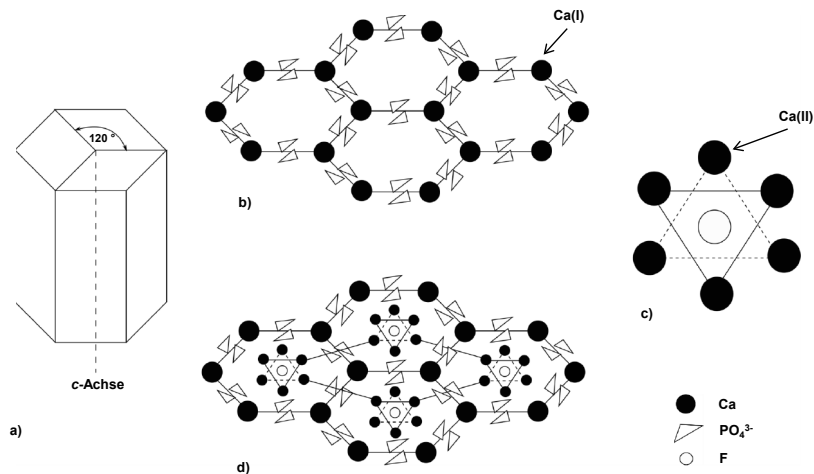 Ca(I)
120 °
Ca(II)
b)
c)
c-Achse
a)
d)
Ca
PO₄³⁻
F